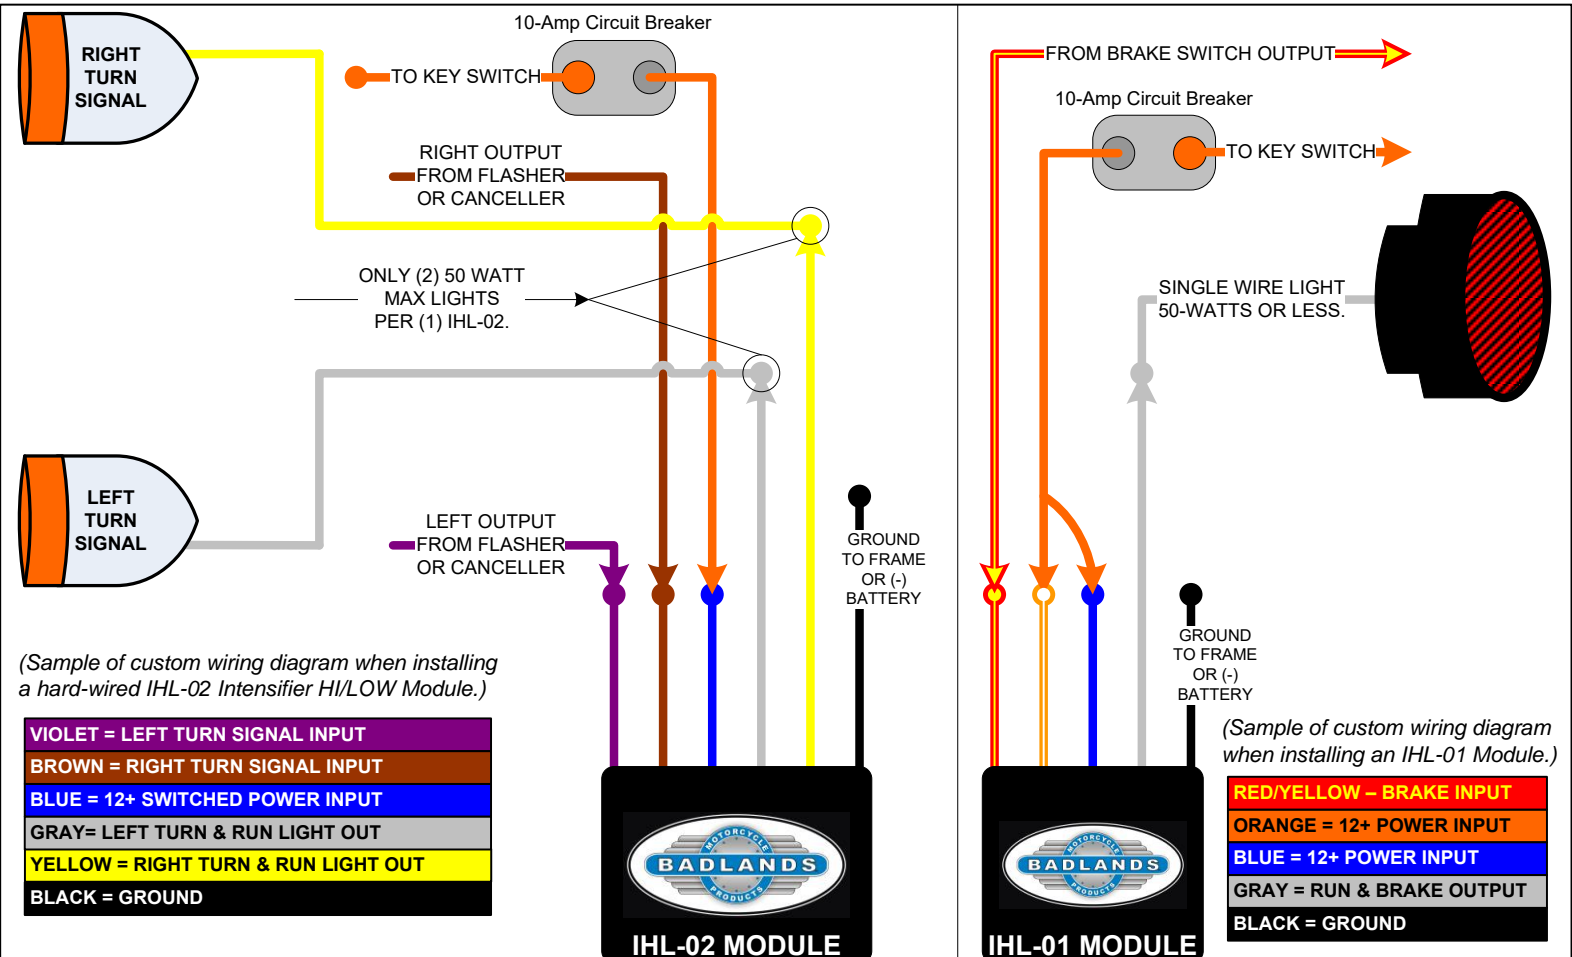 10-Amp Circuit Breaker
RIGHT
TURN
SIGNAL
TO KEY SWITCH
RIGHT OUTPUT
FROM FLASHER
OR CANCELLER
ONLY (2) 50 WATT
MAX LIGHTS
PER (1) IHL-02.
LEFT
TURN
SIGNAL
LEFT OUTPUT
FROM FLASHER
OR CANCELLER
GROUND
TO FRAME
OR (-)
BATTERY
(Sample of custom wiring diagram when installing
a hard-wired IHL-02 Intensifier HI/LOW Module.)
VIOLET = LEFT TURN SIGNAL INPUT
BROWN = RIGHT TURN SIGNAL INPUT
BLUE = 12+ SWITCHED POWER INPUT
GRAY= LEFT TURN & RUN LIGHT OUT
YELLOW = RIGHT TURN & RUN LIGHT OUT
BLACK = GROUND
MOTORCYCLE
BADLANDS
PRODUCTS
IHL-02 MODULE
FROM BRAKE SWITCH OUTPUT
10-Amp Circuit Breaker
TO KEY SWITCH
SINGLE WIRE LIGHT
50-WATTS OR LESS.
GROUND
TO FRAME
OR (-)
BATTERY
(Sample of custom wiring diagram
when installing an IHL-01 Module.)
RED/YELLOW – BRAKE INPUT
ORANGE = 12+ POWER INPUT
BLUE = 12+ POWER INPUT
GRAY = RUN & BRAKE OUTPUT
BLACK = GROUND
MOTORCYCLE
BADLANDS
PRODUCTS
IHL-01 MODULE